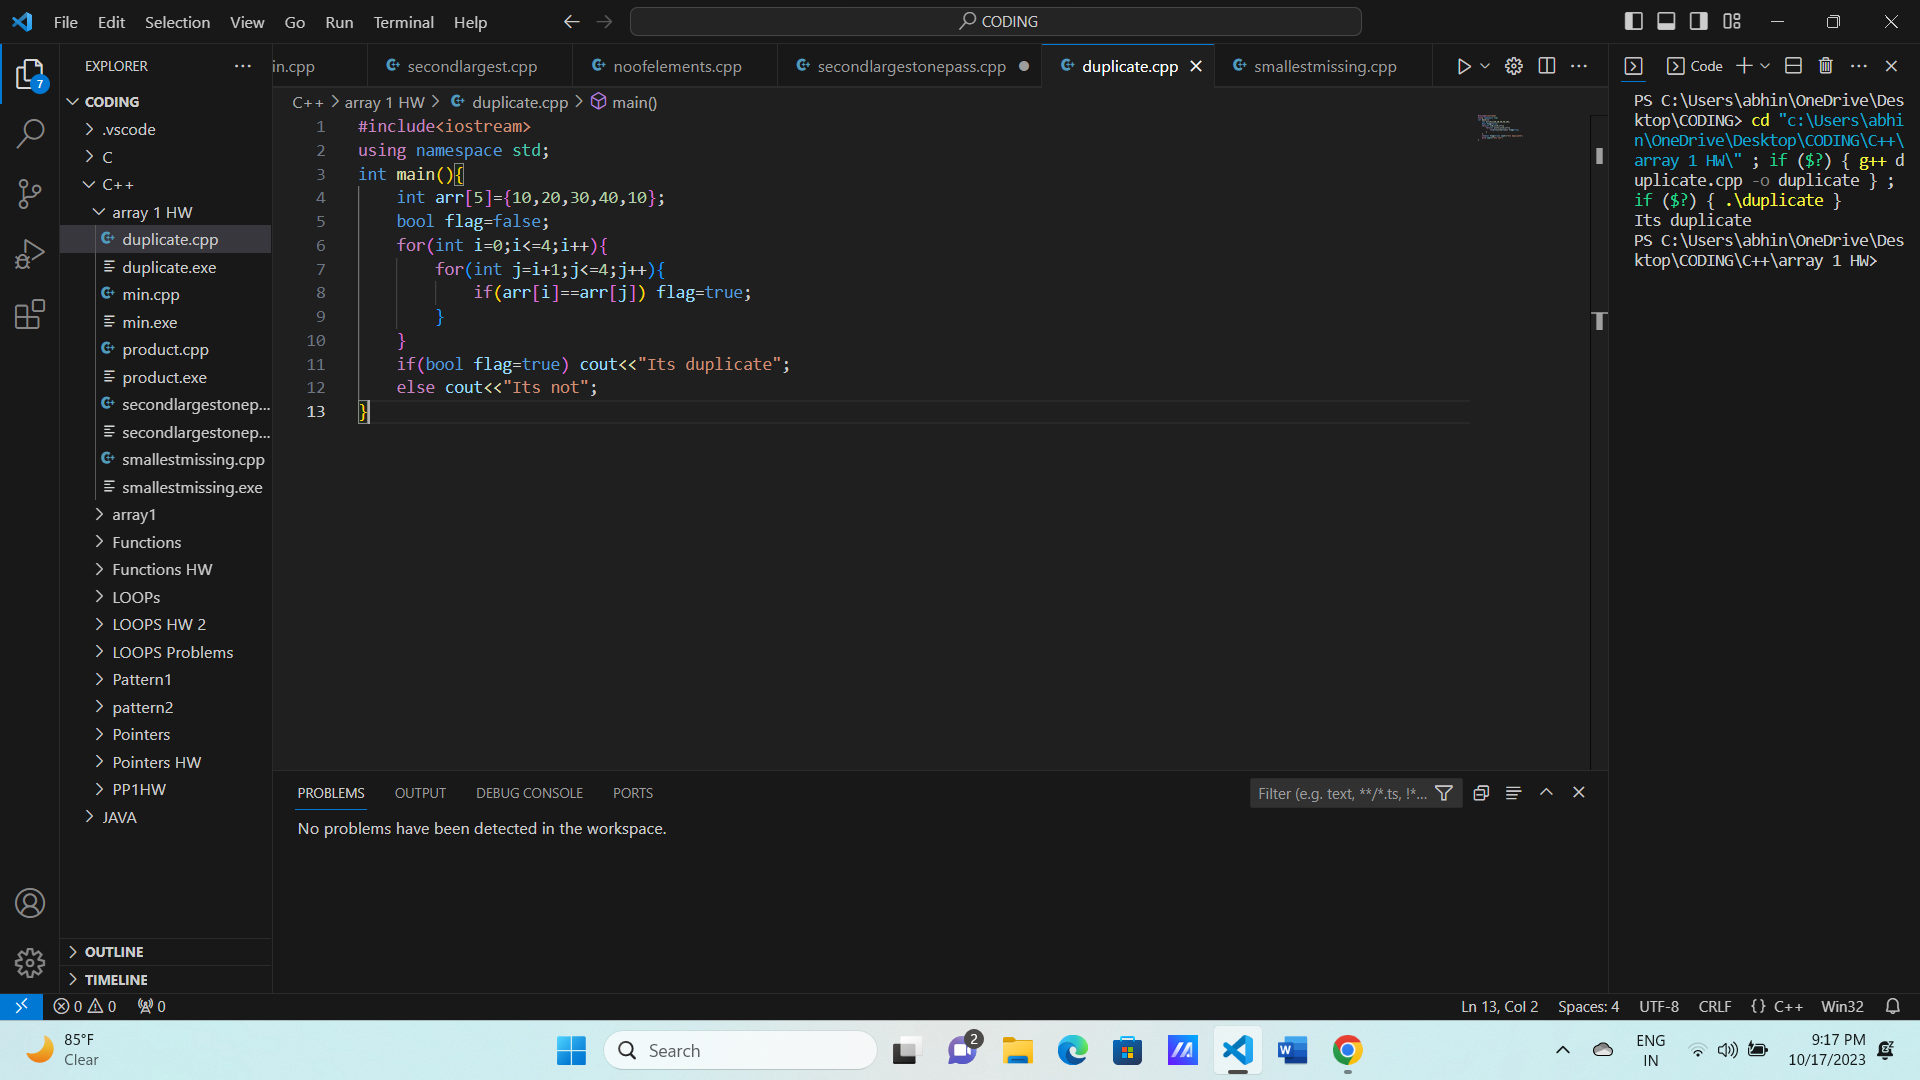 File Edit Selection View Go Run Terminal Help
CODING
EXPLORER
7
CODING
.vscode
C
C++
array 1 HW
duplicate.cpp
duplicate.exe
min.cpp
min.exe
product.cpp
product.exe
secondlargestonep...
secondlargestonep...
smallestmissing.cpp
smallestmissing.exe
array1
Functions
Functions HW
LOOPs
LOOPS HW 2
LOOPS Problems
Pattern1
pattern2
Pointers
Pointers HW
PP1HW
JAVA
OUTLINE
TIMELINE
in.cpp secondlargest.cpp noofelements.cpp secondlargestonepass.cpp duplicate.cpp smallestmissing.cpp
C++ > array 1 HW > duplicate.cpp > main()
1 #include<iostream>
2 using namespace std;
3 int main(){
4 int arr[5]={10,20,30,40,10};
5 bool flag=false;
6 for(int i=0;i<=4;i++){
7 for(int j=i+1;j<=4;j++){
8 if(arr[i]==arr[j]) flag=true;
9 }
10 }
11 if(bool flag=true) cout<<"Its duplicate";
12 else cout<<"Its not";
13 }
PROBLEMS OUTPUT DEBUG CONSOLE PORTS
Filter (e.g. text, **/*.ts, !*...
No problems have been detected in the workspace.
Code
PS C:\Users\abhin\OneDrive\Des
ktop\CODING> cd "c:\Users\abhi
n\OneDrive\Desktop\CODING\C++\
array 1 HW\" ; if ($?) { g++ d
uplicate.cpp -o duplicate } ;
if ($?) { .\duplicate }
Its duplicate
PS C:\Users\abhin\OneDrive\Des
ktop\CODING\C++\array 1 HW>
0 0 0
Ln 13, Col 2 Spaces: 4 UTF-8 CRLF {} C++ Win32
85°F
Clear
Search
2
W
ENG
IN
9:17 PM
10/17/2023